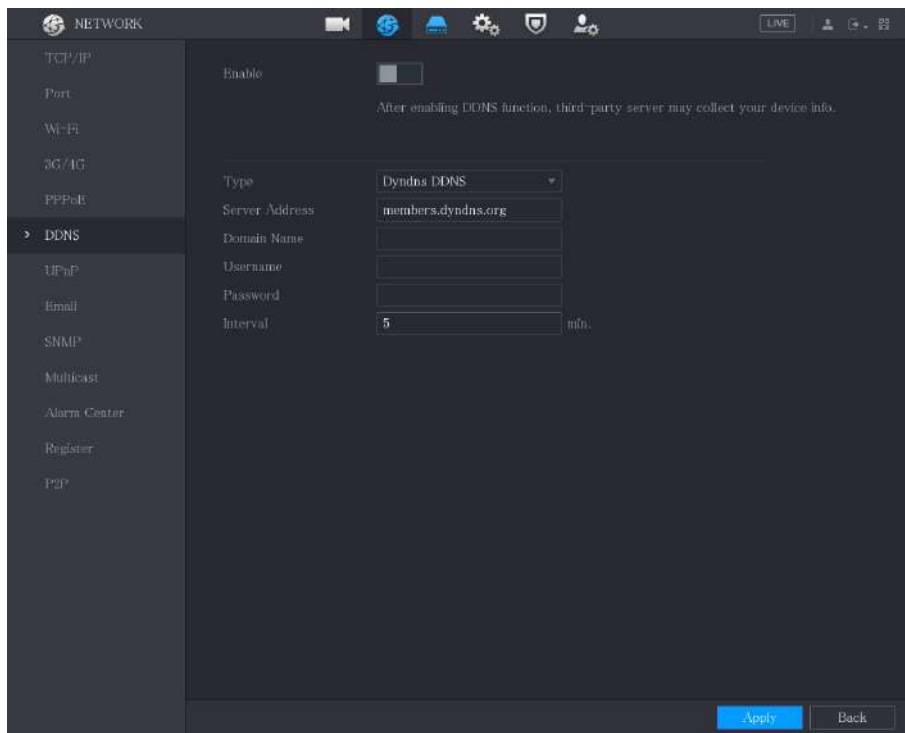 NETWORK
LIVE
TCP/IP
Port
Wi-Fi
3G/4G
PPPoE
DDNS
UPnP
Email
SNMP
Multicast
Alarm Center
Register
P2P
Enable
After enabling DDNS function, third-party server may collect your device info.
Type Dyndns DDNS
Server Address members.dyndns.org
Domain Name
Username
Password
Interval 5 min.
Apply Back